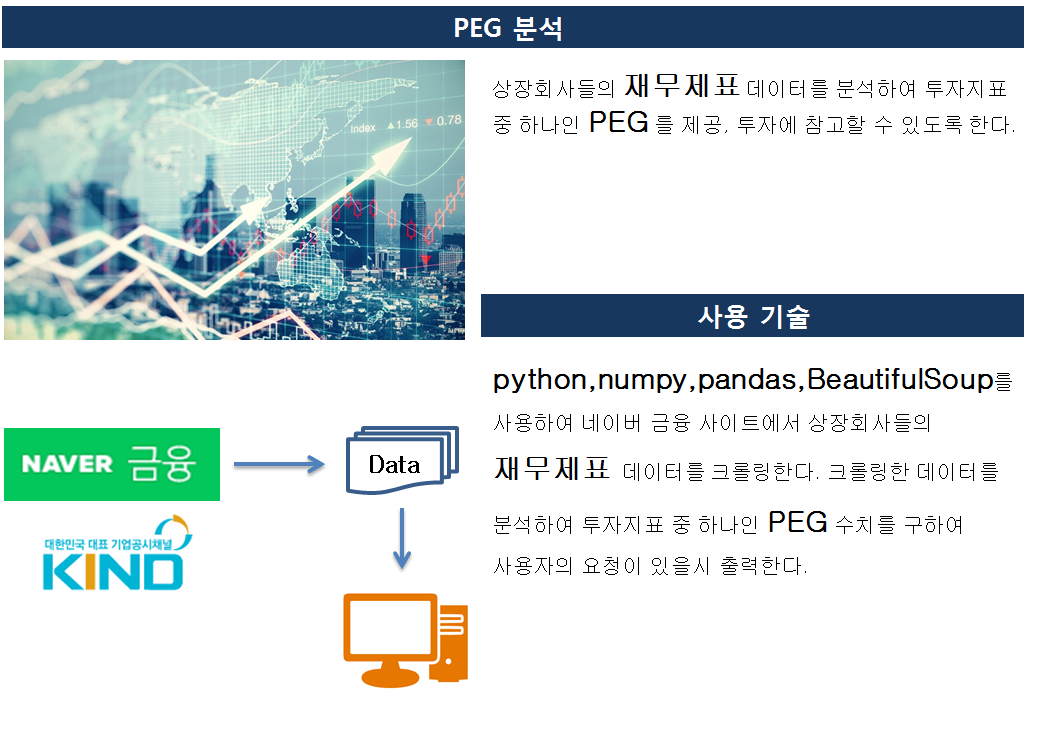 PEG 분석
Index ▲1.56 ▼0.78
상장회사들의 재무제표 데이터를 분석하여 투자지표
중 하나인 PEG 를 제공, 투자에 참고할 수 있도록 한다.
사용 기술
python,numpy,pandas,BeautifulSoup를
사용하여 네이버 금융 사이트에서 상장회사들의
재무제표 데이터를 크롤링한다. 크롤링한 데이터를
분석하여 투자지표 중 하나인 PEG 수치를 구하여
사용자의 요청이 있을시 출력한다.
NAVER 금융
Data
대한민국 대표 기업공시채널
KIND